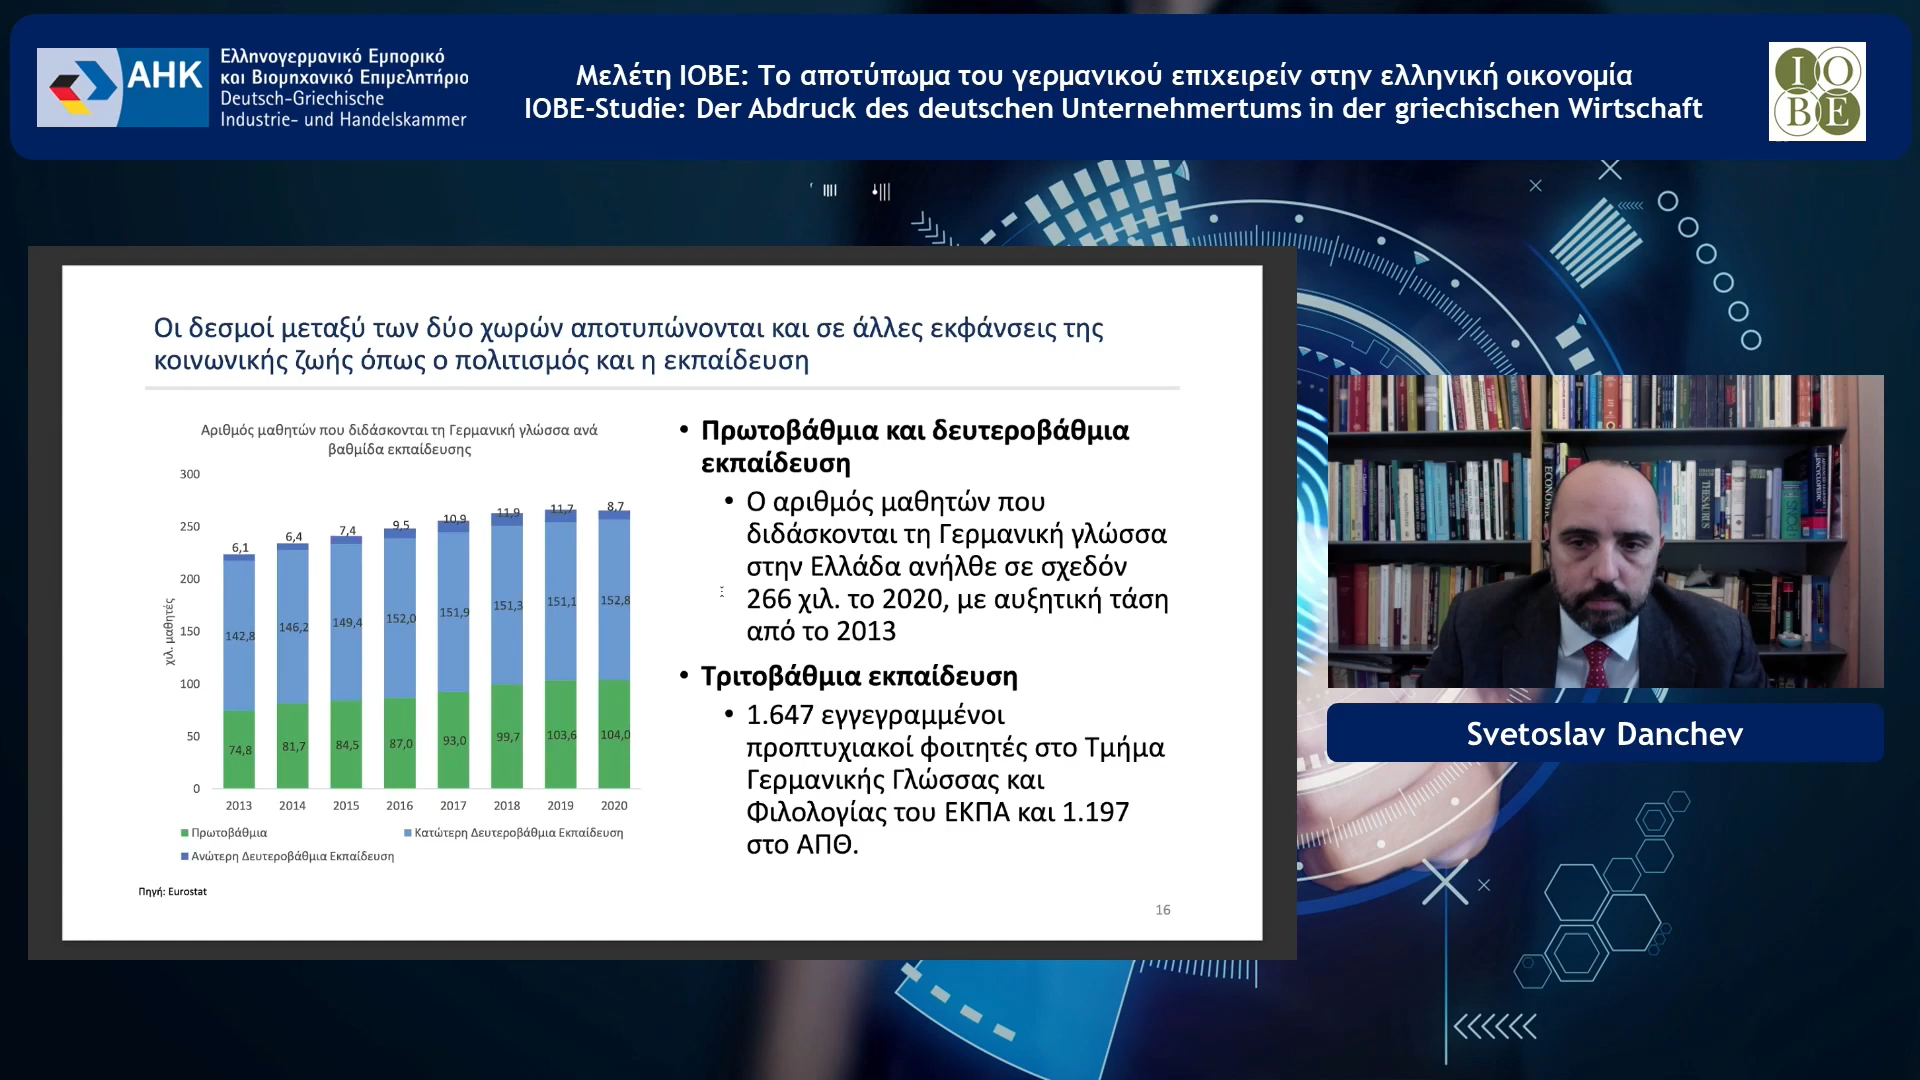 AHK
Ελληνογερμανικό Εμπορικό
και Βιομηχανικό Επιμελητήριο
Deutsch-Griechische
Industrie- und Handelskammer
Μελέτη ΙΟΒΕ: Το αποτύπωμα του γερμανικού επιχειρείν στην ελληνική οικονομία
IOBE-Studie: Der Abdruck des deutschen Unternehmertums in der griechischen Wirtschaft
I O
B E
Οι δεσμοί μεταξύ των δύο χωρών αποτυπώνονται και σε άλλες εκφάνσεις της
κοινωνικής ζωής όπως ο πολιτισμός και η εκπαίδευση
Αριθμός μαθητών που διδάσκονται τη Γερμανική γλώσσα ανά
βαθμίδα εκπαίδευσης
χιλ. μαθητές
300
250
200
150
100
50
0
6,1 6,4 7,4 9,5 10,9 11,9 11,7 8,7
142,8 146,2 149,4 152,0 151,9 151,3 151,1 152,8
74,8 81,7 84,5 87,0 93,0 99,7 103,6 104,0
2013 2014 2015 2016 2017 2018 2019 2020
Πρωτοβάθμια Κατώτερη Δευτεροβάθμια Εκπαίδευση
Ανώτερη Δευτεροβάθμια Εκπαίδευση
Πηγή: Eurostat
• Πρωτοβάθμια και δευτεροβάθμια
εκπαίδευση
• Ο αριθμός μαθητών που
διδάσκονται τη Γερμανική γλώσσα
στην Ελλάδα ανήλθε σε σχεδόν
266 χιλ. το 2020, με αυξητική τάση
από το 2013
• Τριτοβάθμια εκπαίδευση
• 1.647 εγγεγραμμένοι
προπτυχιακοί φοιτητές στο Τμήμα
Γερμανικής Γλώσσας και
Φιλολογίας του ΕΚΠΑ και 1.197
στο ΑΠΘ.
16
Svetoslav Danchev